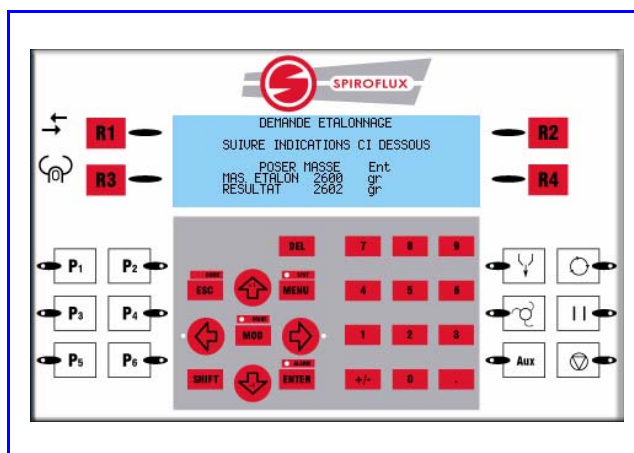 SPIROFLUX
DEMANDE ETALONNAGE
SUIVRE INDICATIONS CI DESSOUS
POSER MASSE Ent
MAS. ETALON 2600 gr
RESULTAT 2602 gr
R1
R2
R3
R4
DEL 7 8 9
ESC MENU 4 5 6
MOD 1 2 3
SHIFT ENTER +/- 0 .
P1 P2
P3 P4
P5 P6
Aux